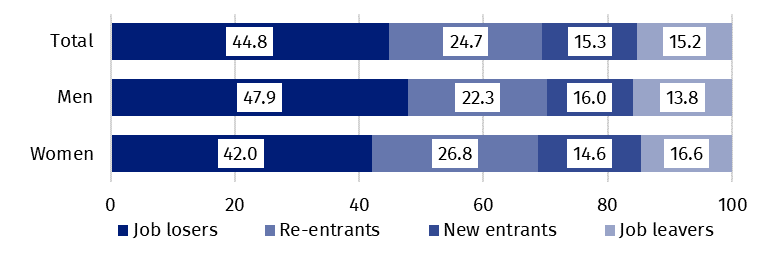 Total 44.8 24.7 15.3 15.2
Men 47.9 22.3 16.0 13.8
Women 42.0 26.8 14.6 16.6
0 20 40 60 80 100
Job losers Re-entrants New entrants Job leavers